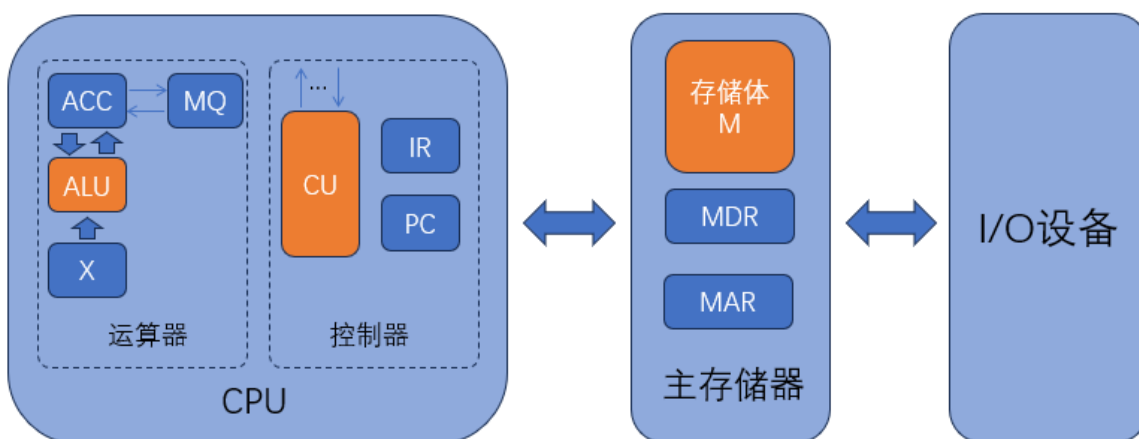 ACC
MQ
ALU
X
运算器
...
CU
IR
PC
控制器
CPU
存储体
M
MDR
MAR
主存储器
I/O设备